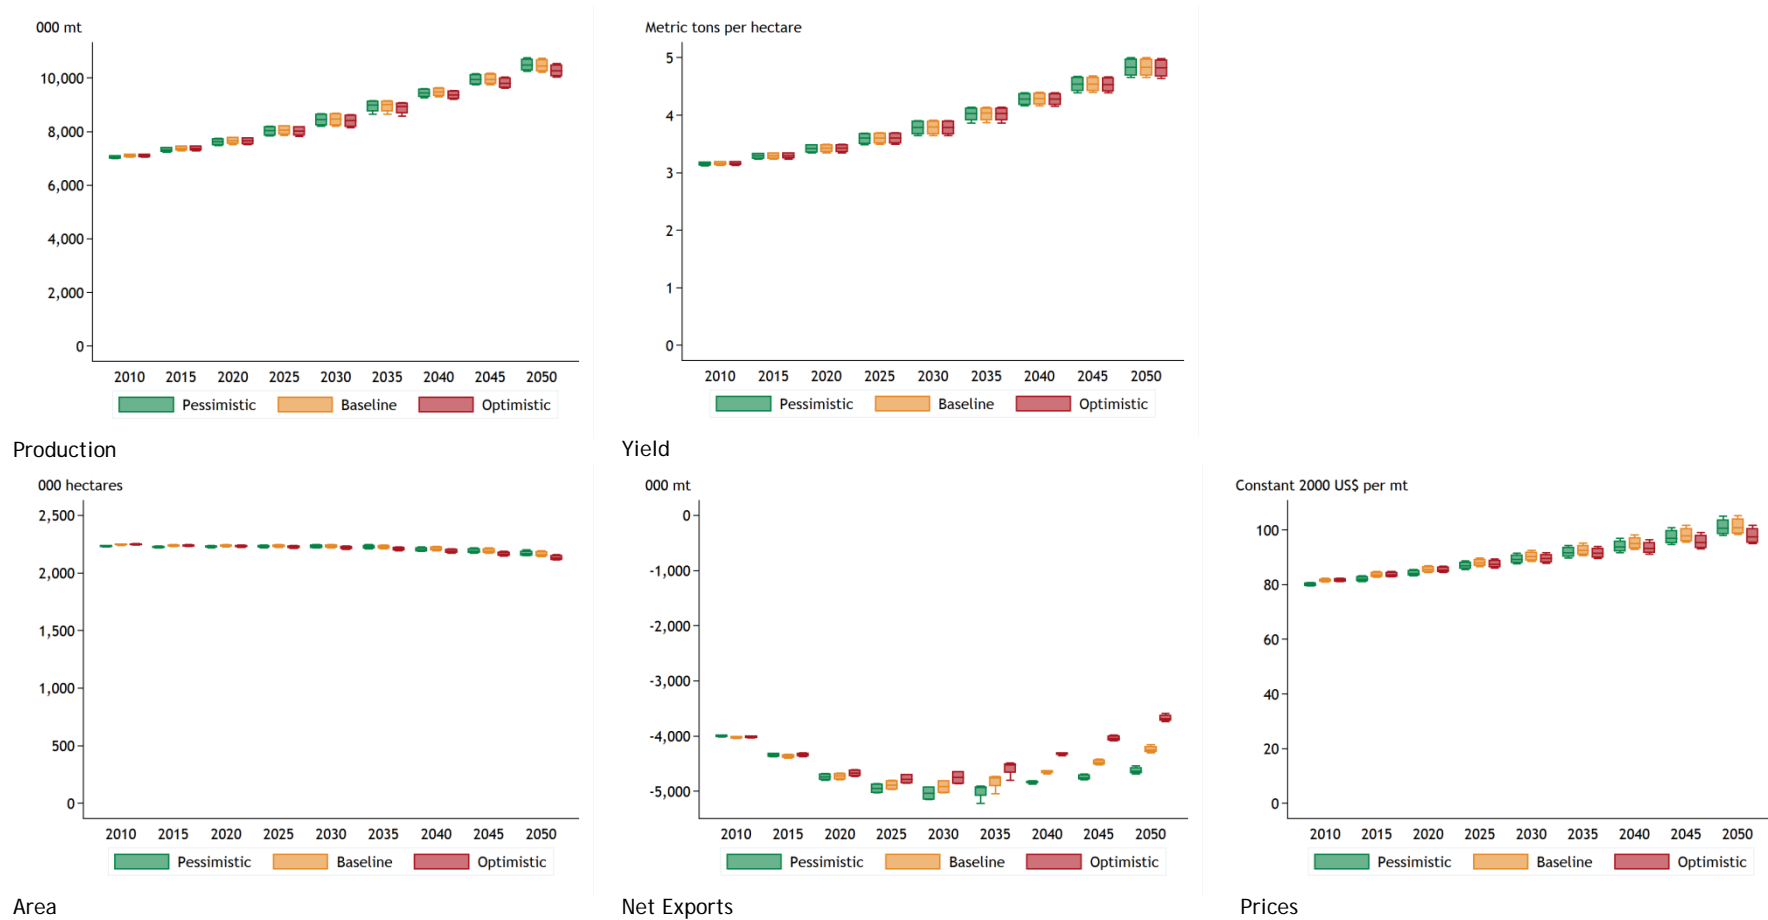 000 mt
10,000
8,000
6,000
4,000
2,000
0
2010 2015 2020 2025 2030 2035 2040 2045 2050
Pessimistic Baseline Optimistic
Production
Metric tons per hectare
5
4
3
2
1
0
2010 2015 2020 2025 2030 2035 2040 2045 2050
Pessimistic Baseline Optimistic
Yield
000 hectares
2,500
2,000
1,500
1,000
500
0
2010 2015 2020 2025 2030 2035 2040 2045 2050
Pessimistic Baseline Optimistic
Area
000 mt
0
-1,000
-2,000
-3,000
-4,000
-5,000
2010 2015 2020 2025 2030 2035 2040 2045 2050
Pessimistic Baseline Optimistic
Net Exports
Constant 2000 US$ per mt
100
80
60
40
20
0
2010 2015 2020 2025 2030 2035 2040 2045 2050
Pessimistic Baseline Optimistic
Prices